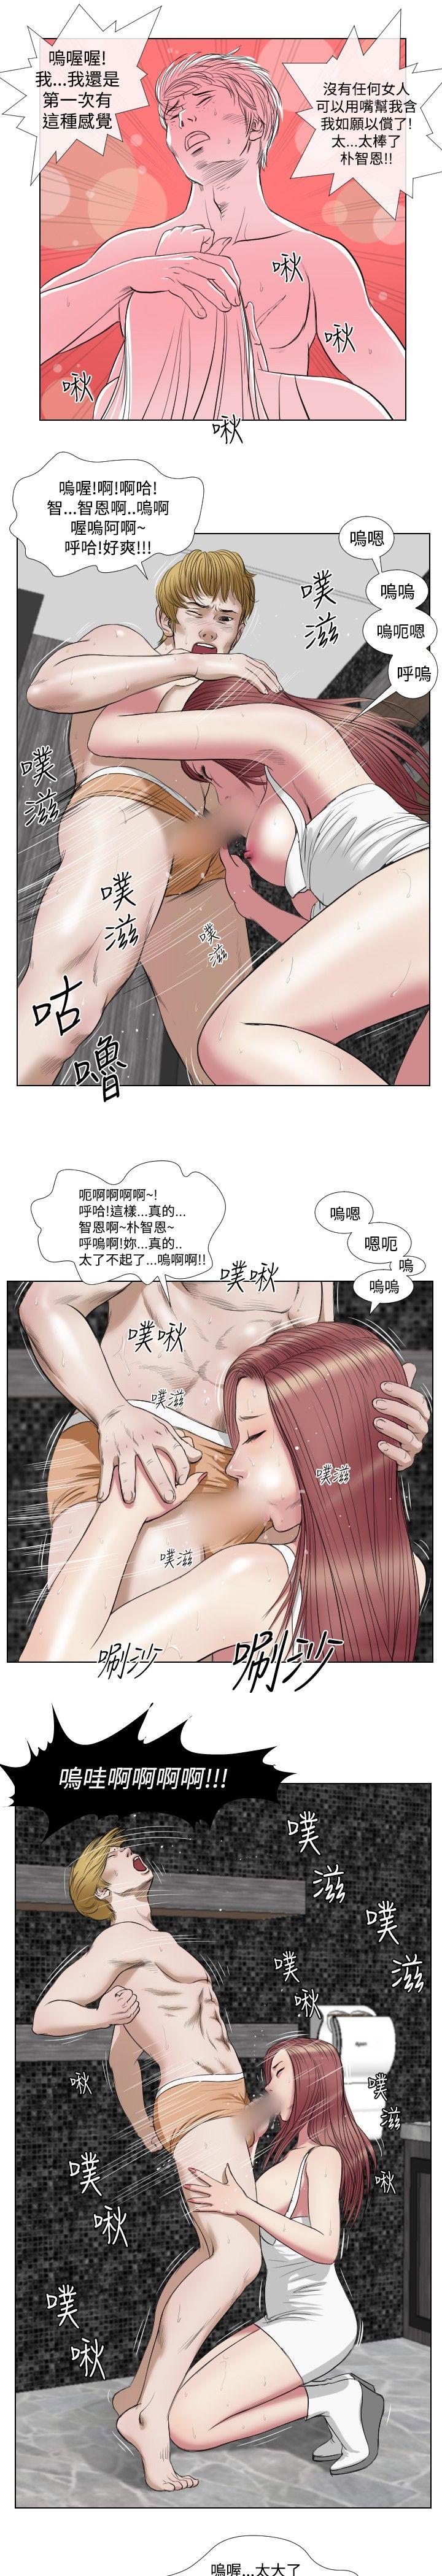 嗚喔喔!
我...我還是
第一次有
這種感覺
沒有任何女人
可以用嘴幫我含
我如願以償了!
太...太棒了
朴智恩!!
啾
啾
啾
啾
嗚喔!啊!啊哈!
智...智恩啊..嗚啊
喔嗚阿啊~
呼哈!好爽!!!
嗚嗯
嗚嗚
嗚呃嗯
呼嗚
噗
滋
噗
滋
噗
滋
噗
滋
咕
嚕
呃啊啊啊啊~!
呼哈!這樣...真的...
智恩啊~朴智恩~
呼嗚啊!妳...真的..
太了不起了...嗚啊啊!!
嗚嗯
嗯呃
嗚
嗚嗚
噗啾
噗啾
噗滋
噗滋
噗滋
唰沙
唰沙
嗚哇啊啊啊啊!!!
噗
滋
噗
滋
噗
啾
啾
噗
滋
啾
噗
啾
噗
啾
嗚喔...太大了